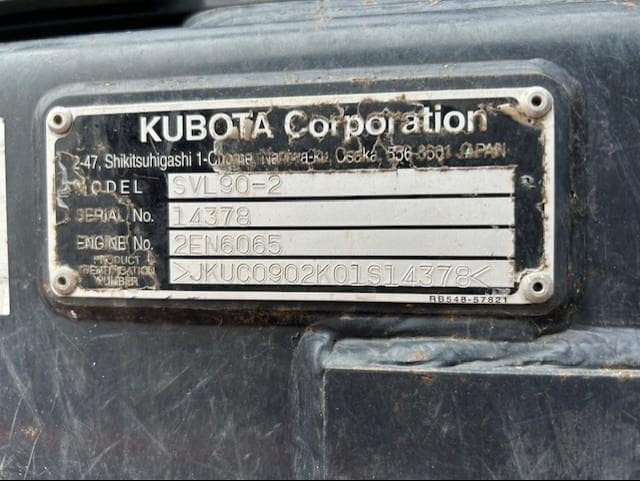 KUBOTA Corporation
2-47, Shikitsuhigashi 1-Chome, Naniwa-ku, Osaka, 556-8601 JAPAN
MODEL SVL90-2
SERIAL No. 14378
ENGINE No. 2EN6065
PRODUCT
IDENTIFICATION
NUMBER
>JKUC0902K01S14378<
RB548-57821